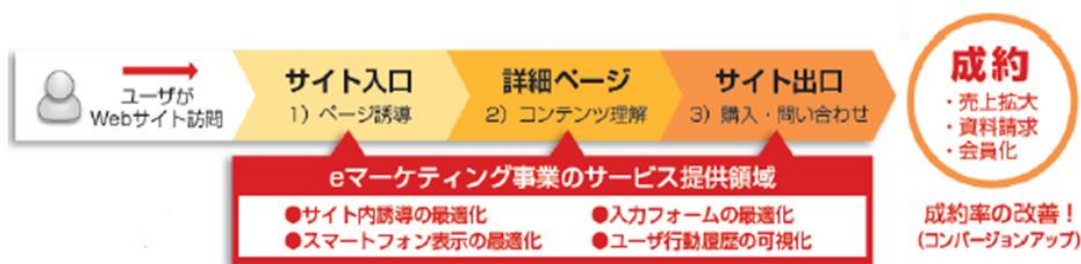 ユーザが
Webサイト訪問
サイト入口
1）ページ誘導
詳細ページ
2）コンテンツ理解
サイト出口
3）購入・問い合わせ
成約
・売上拡大
・資料請求
・会員化
eマーケティング事業のサービス提供領域
●サイト内誘導の最適化
●入力フォームの最適化
●スマートフォン表示の最適化
●ユーザ行動履歴の可視化
成約率の改善！
(コンバージョンアップ)